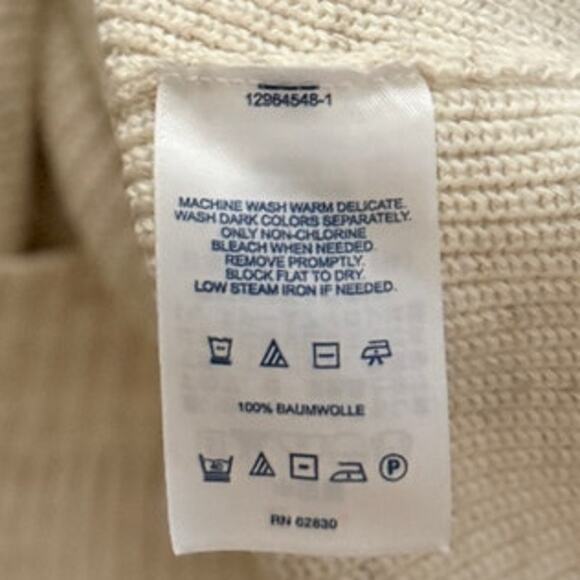 12964548-1
MACHINE WASH WARM DELICATE.
WASH DARK COLORS SEPARATELY.
ONLY NON-CHLORINE
BLEACH WHEN NEEDED.
REMOVE PROMPTLY.
BLOCK FLAT TO DRY.
LOW STEAM IRON IF NEEDED.
100% BAUMWOLLE
40
P
RN 62830